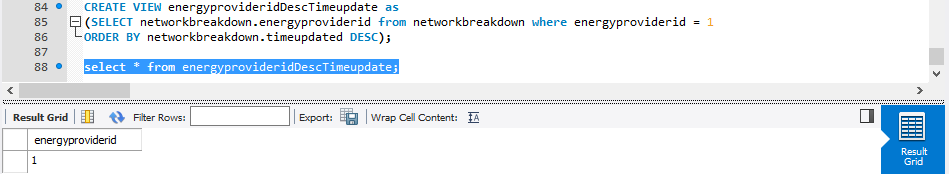 84 CREATE VIEW energyprovideridDescTimeupdate as
85 (SELECT networkbreakdown.energyproviderid from networkbreakdown where energyproviderid = 1
86 ORDER BY networkbreakdown.timeupdated DESC);
87
88 select * from energyprovideridDescTimeupdate;
Result Grid Filter Rows: Export: Wrap Cell Content: IA
energyproviderid
1
Result
Grid